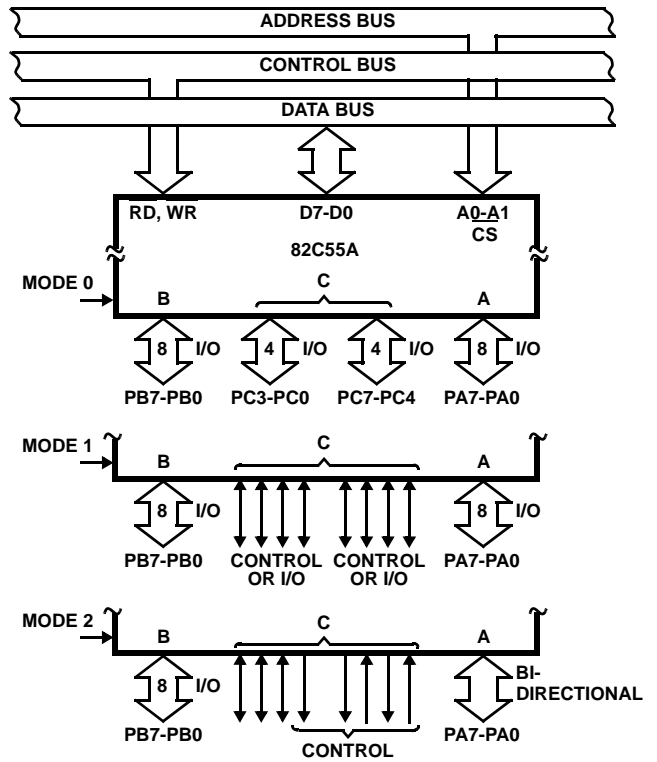 ADDRESS BUS
CONTROL BUS
DATA BUS
RD, WR D7-D0 A0-A1
CS
82C55A
MODE 0
B C A
8 I/O 4 I/O 4 I/O 8 I/O
PB7-PB0 PC3-PC0 PC7-PC4 PA7-PA0
MODE 1
B C A
8 I/O 8 I/O
PB7-PB0 CONTROL CONTROL PA7-PA0
OR I/O OR I/O
MODE 2
B C A
8 I/O BI-
DIRECTIONAL
PB7-PB0 PA7-PA0
CONTROL